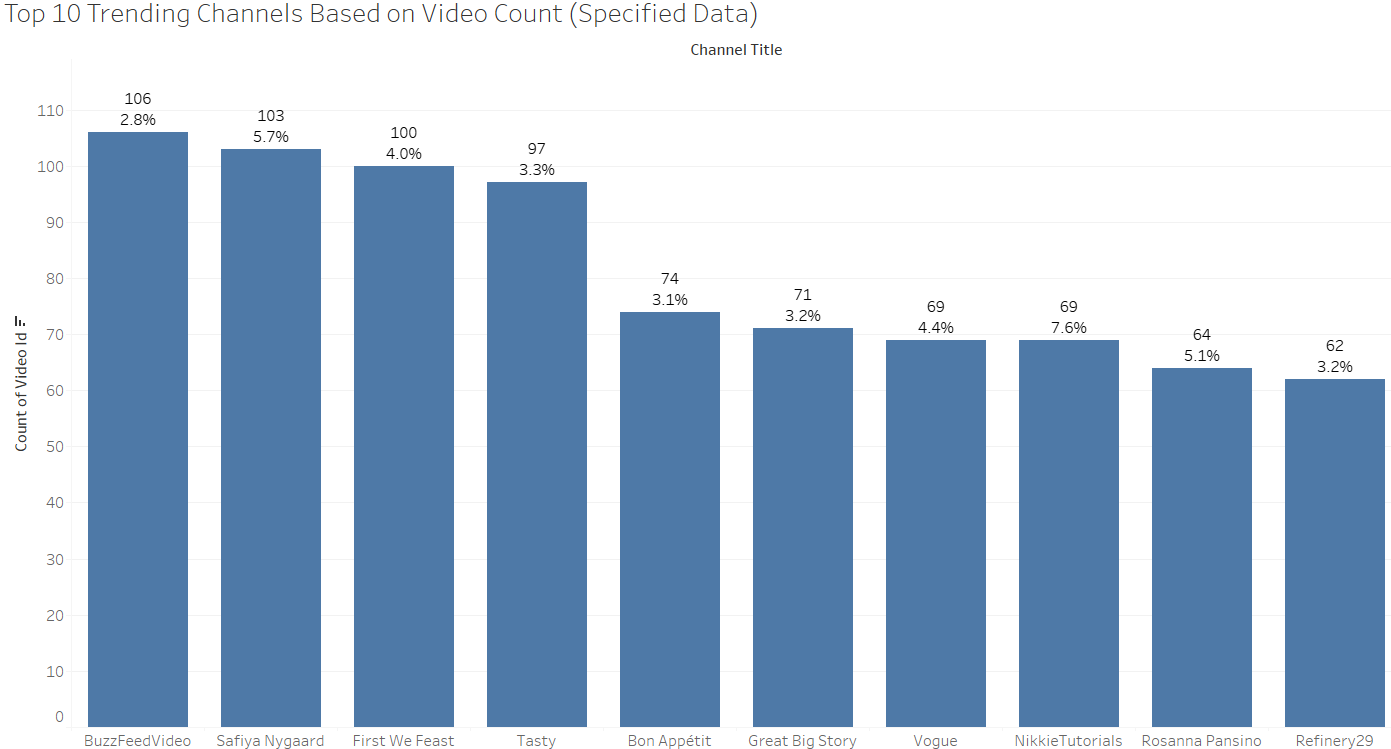 Top 10 Trending Channels Based on Video Count (Specified Data)
Channel Title
Count of Video Id
110
100
90
80
70
60
50
40
30
20
10
0
106
2.8%
103
5.7%
100
4.0%
97
3.3%
74
3.1%
71
3.2%
69
4.4%
69
7.6%
64
5.1%
62
3.2%
BuzzFeedVideo
Safiya Nygaard
First We Feast
Tasty
Bon Appétit
Great Big Story
Vogue
NikkieTutorials
Rosanna Pansino
Refinery29